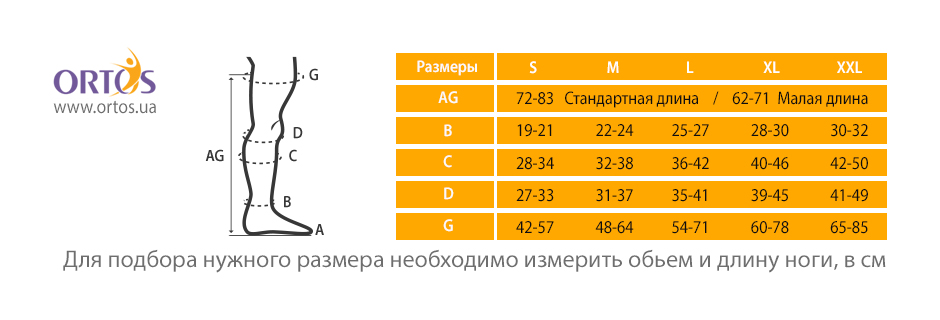 ORTOS
www.ortos.ua
G
D
AG
C
B
A
Размеры S M L XL XXL
AG 72-83 Стандартная длина / 62-71 Малая длина
B 19-21 22-24 25-27 28-30 30-32
C 28-34 32-38 36-42 40-46 42-50
D 27-33 31-37 35-41 39-45 41-49
G 42-57 48-64 54-71 60-78 65-85
Для подбора нужного размера необходимо измерить обьем и длину ноги, в см